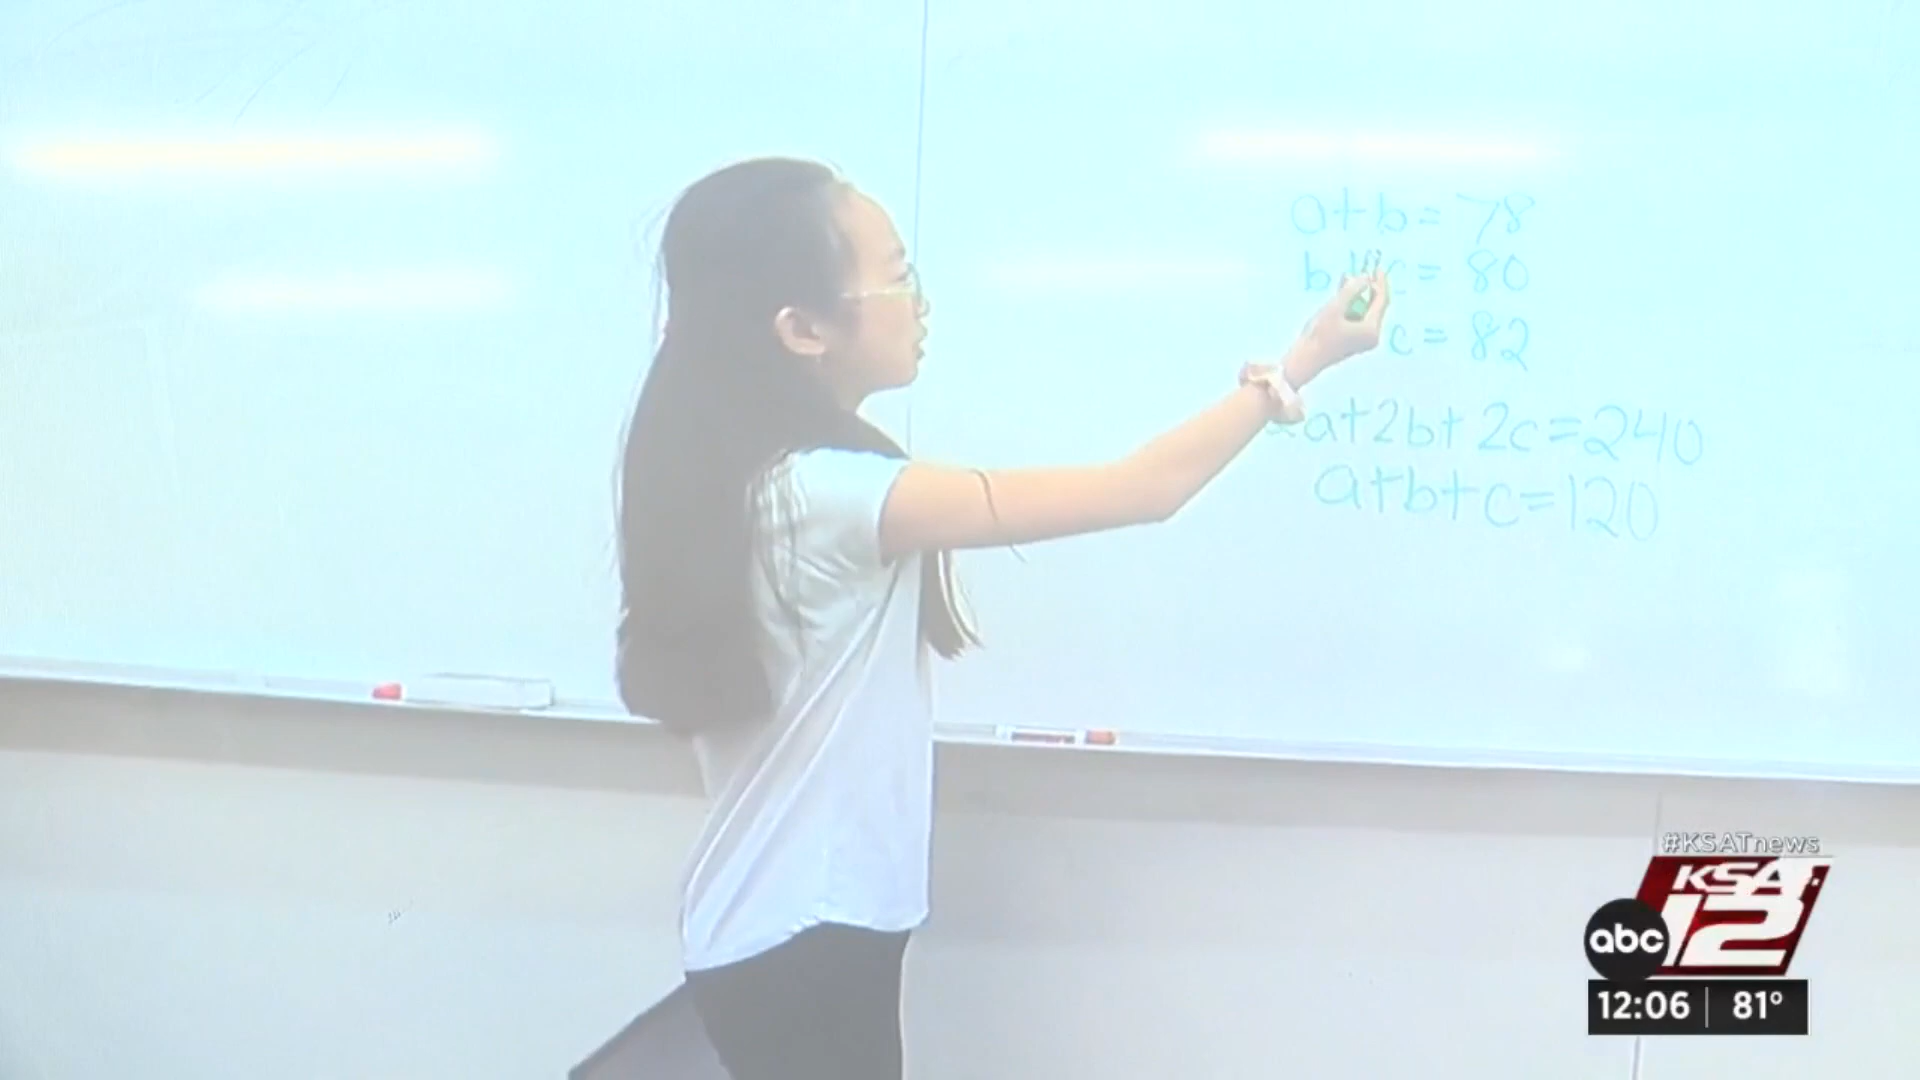 a+b=78
b+c=80
c=82
a+2b+2c=240
a+b+c=120
#KSATnews
KSAT
12
abc
12:06 81°